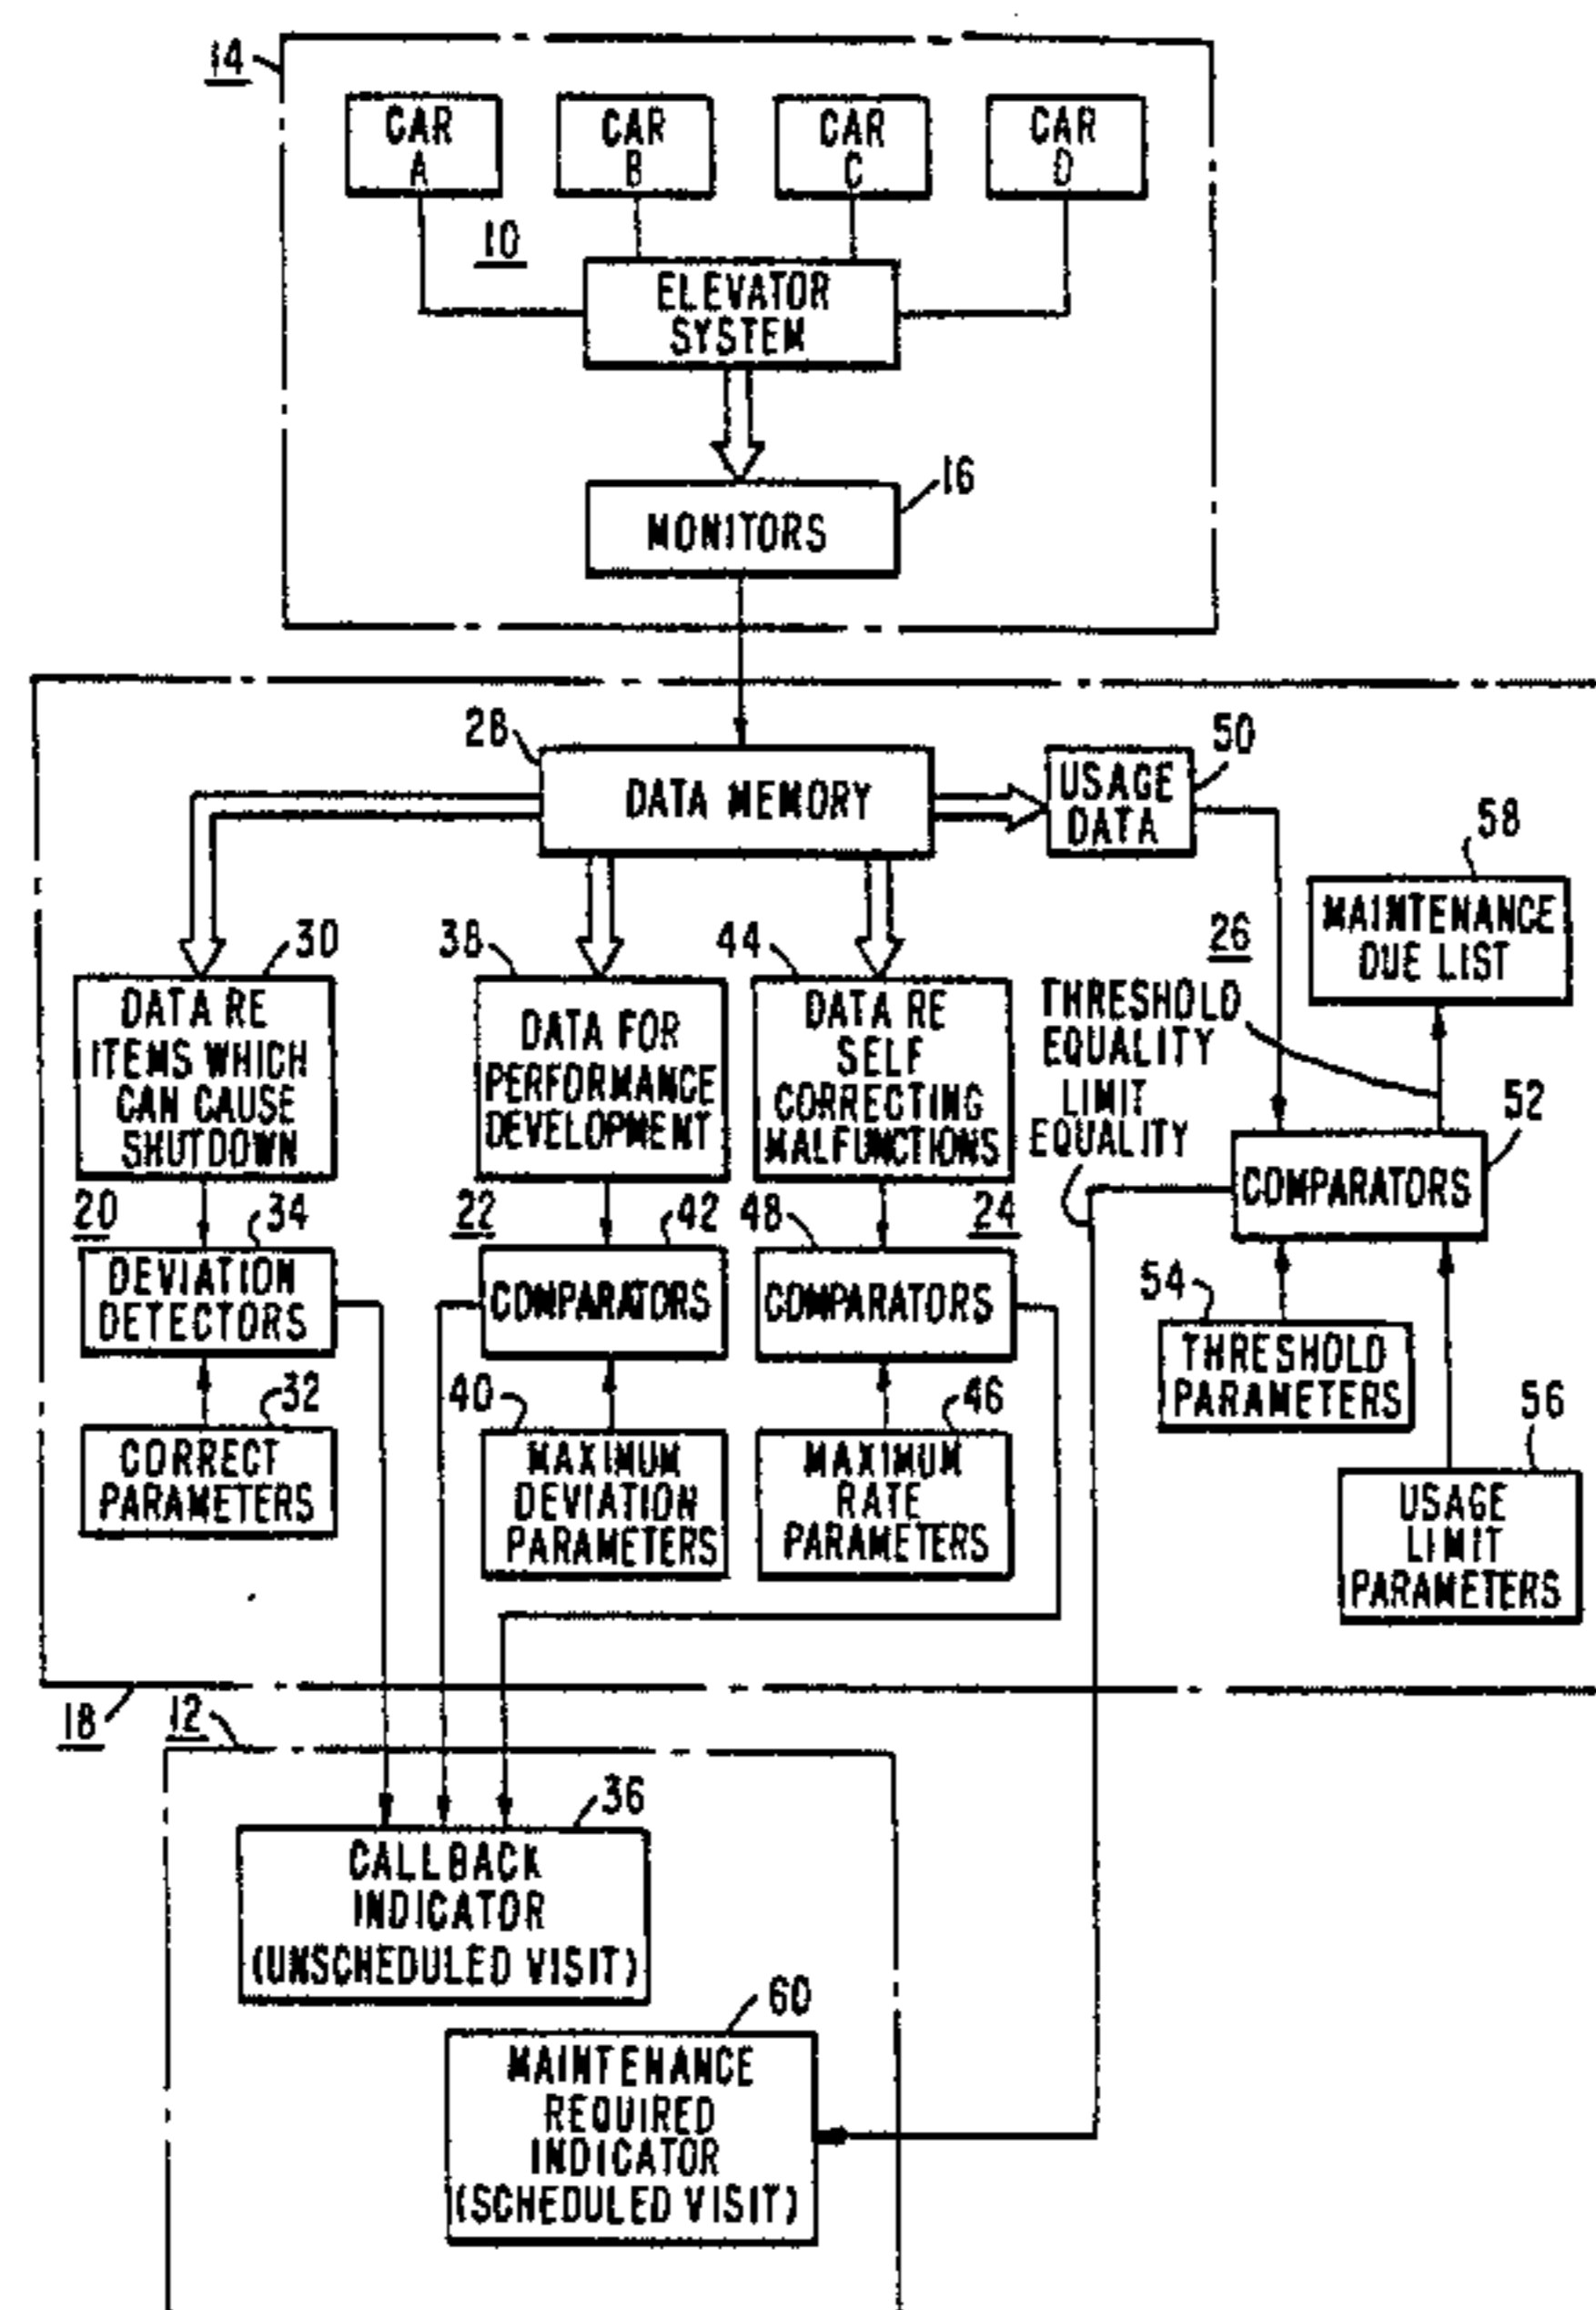 14
CAR
A
CAR
B
CAR
C
CAR
D
10
ELEVATOR
SYSTEM
16
MONITORS
28
DATA MEMORY
50
USAGE
DATA
58
MAINTENANCE
DUE LIST
26
30
DATA RE
ITEMS WHICH
CAN CAUSE
SHUTDOWN
38
DATA FOR
PERFORMANCE
DEVELOPMENT
44
DATA RE
SELF
CORRECTING
MALFUNCTIONS
THRESHOLD
EQUALITY
LIMIT
EQUALITY
52
COMPARATORS
20
34
DEVIATION
DETECTORS
22
42
COMPARATORS
48
24
COMPARATORS
54
THRESHOLD
PARAMETERS
32
CORRECT
PARAMETERS
40
MAXIMUM
DEVIATION
PARAMETERS
46
MAXIMUM
RATE
PARAMETERS
56
USAGE
LIMIT
PARAMETERS
18
12
36
CALLBACK
INDICATOR
(UNSCHEDULED VISIT)
60
MAINTENANCE
REQUIRED
INDICATOR
(SCHEDULED VISIT)